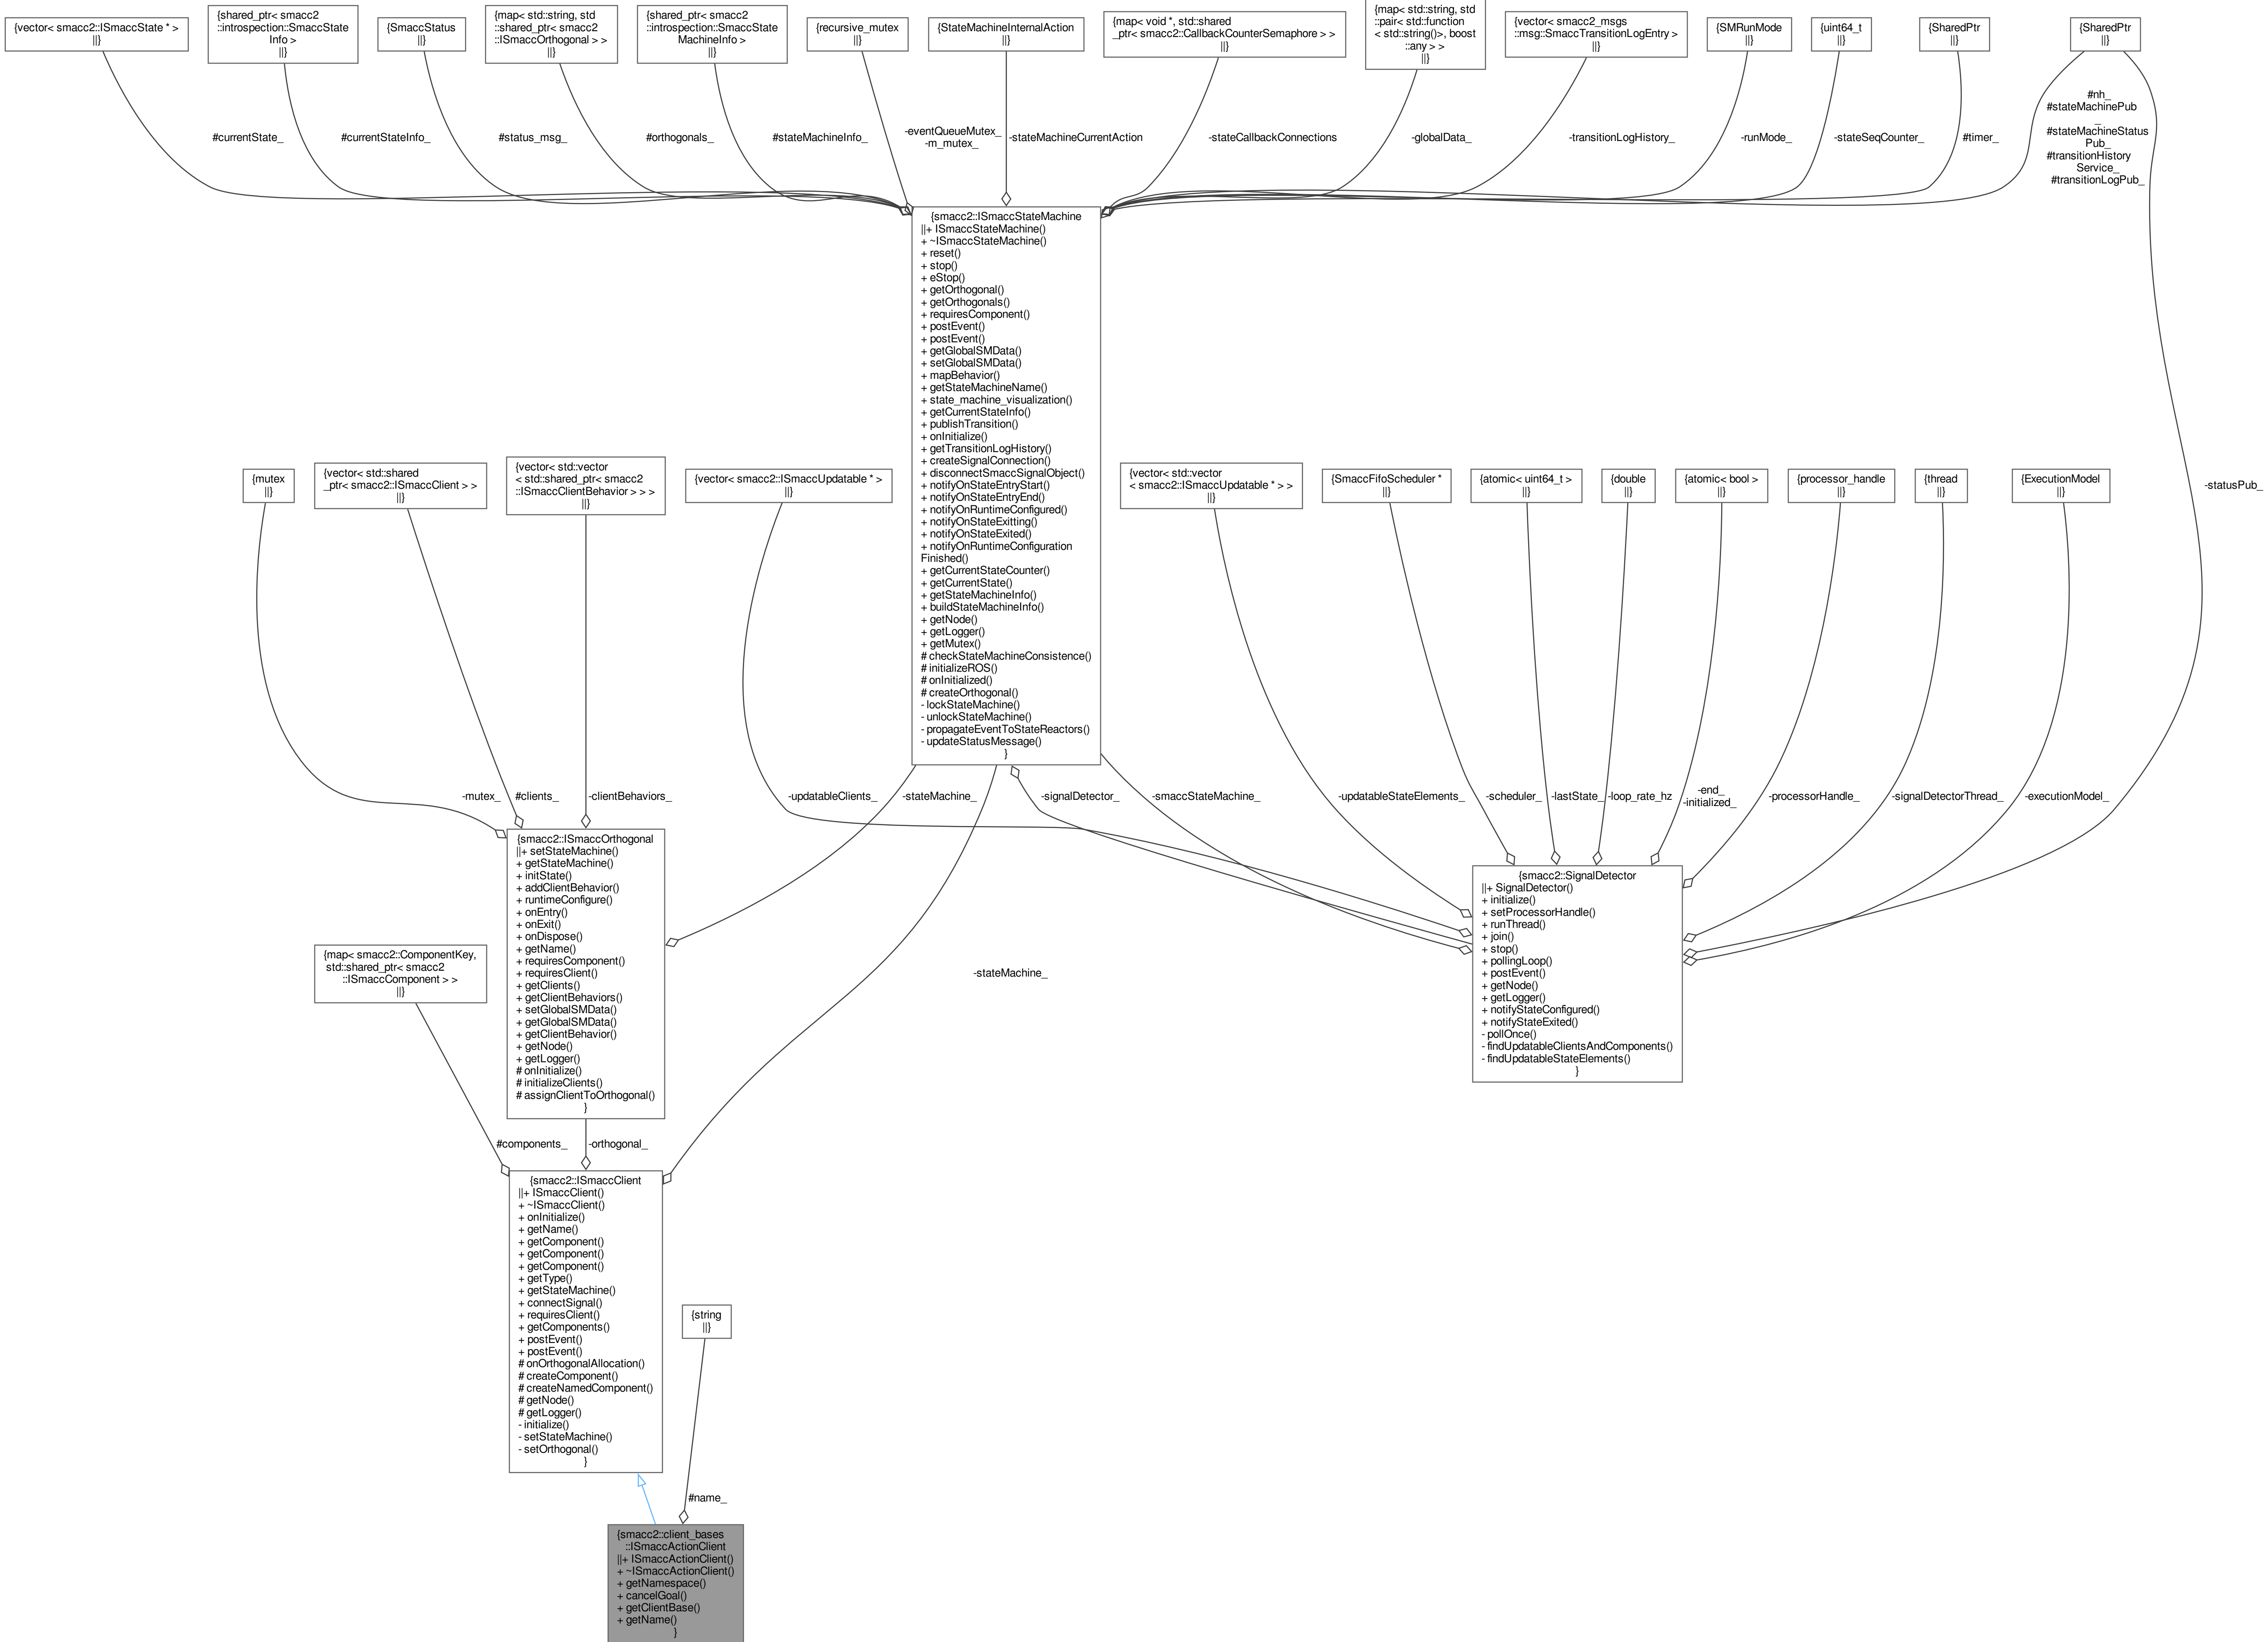 {vector< smacc2::ISmaccState * >
||}
{shared_ptr< smacc2
::introspection::SmaccState
Info >
||}
{SmaccStatus
||}
{map< std::string, std
::shared_ptr< smacc2
::ISmaccOrthogonal > >
||}
{shared_ptr< smacc2
::introspection::SmaccState
MachineInfo >
||}
{recursive_mutex
||}
{StateMachineInternalAction
||}
{map< void *, std::shared
_ptr< smacc2::CallbackCounterSemaphore > >
||}
{map< std::string, std
::pair< std::function
< std::string()>, boost
::any > >
||}
{vector< smacc2_msgs
::msg::SmaccTransitionLogEntry >
||}
{SMRunMode
||}
{uint64_t
||}
{SharedPtr
||}
{SharedPtr
||}
#currentState_
#currentStateInfo_
#status_msg_
#orthogonals_
#stateMachineInfo_
-eventQueueMutex_
-m_mutex_
-stateMachineCurrentAction
-stateCallbackConnections
-globalData_
-transitionLogHistory_
-runMode_
-stateSeqCounter_
#timer_
#nh_
#stateMachinePub
_
#stateMachineStatus
Pub_
#transitionHistory
Service_
#transitionLogPub_
{smacc2::ISmaccStateMachine
||+ ISmaccStateMachine()
+ ~ISmaccStateMachine()
+ reset()
+ stop()
+ eStop()
+ getOrthogonal()
+ getOrthogonals()
+ requiresComponent()
+ postEvent()
+ postEvent()
+ getGlobalSMData()
+ setGlobalSMData()
+ mapBehavior()
+ getStateMachineName()
+ state_machine_visualization()
+ getCurrentStateInfo()
+ publishTransition()
+ onInitialize()
+ getTransitionLogHistory()
+ createSignalConnection()
+ disconnectSmaccSignalObject()
+ notifyOnStateEntryStart()
+ notifyOnStateEntryEnd()
+ notifyOnRuntimeConfigured()
+ notifyOnStateExitting()
+ notifyOnStateExited()
+ notifyOnRuntimeConfiguration
Finished()
+ getCurrentStateCounter()
+ getCurrentState()
+ getStateMachineInfo()
+ buildStateMachineInfo()
+ getNode()
+ getLogger()
+ getMutex()
# checkStateMachineConsistence()
# initializeROS()
# onInitialized()
# createOrthogonal()
- lockStateMachine()
- unlockStateMachine()
- propagateEventToStateReactors()
- updateStatusMessage()
}
{mutex
||}
{vector< std::shared
_ptr< smacc2::ISmaccClient > >
||}
{vector< std::vector
< std::shared_ptr< smacc2
::ISmaccClientBehavior > > >
||}
{vector< smacc2::ISmaccUpdatable * >
||}
{vector< std::vector
< smacc2::ISmaccUpdatable * > >
||}
{SmaccFifoScheduler *
||}
{atomic< uint64_t >
||}
{double
||}
{atomic< bool >
||}
{processor_handle
||}
{thread
||}
{ExecutionModel
||}
-statusPub_
-mutex_
#clients_
-clientBehaviors_
-updatableClients_
-stateMachine_
-signalDetector_
-smaccStateMachine_
-updatableStateElements_
-scheduler_
-lastState_
-loop_rate_hz
-end_
-initialized_
-processorHandle_
-signalDetectorThread_
-executionModel_
{smacc2::ISmaccOrthogonal
||+ setStateMachine()
+ getStateMachine()
+ initState()
+ addClientBehavior()
+ runtimeConfigure()
+ onEntry()
+ onExit()
+ onDispose()
+ getName()
+ requiresComponent()
+ requiresClient()
+ getClients()
+ getClientBehaviors()
+ setGlobalSMData()
+ getGlobalSMData()
+ getClientBehavior()
+ getNode()
+ getLogger()
# onInitialize()
# initializeClients()
# assignClientToOrthogonal()
}
{smacc2::SignalDetector
||+ SignalDetector()
+ initialize()
+ setProcessorHandle()
+ runThread()
+ join()
+ stop()
+ pollingLoop()
+ postEvent()
+ getNode()
+ getLogger()
+ notifyStateConfigured()
+ notifyStateExited()
- pollOnce()
- findUpdatableClientsAndComponents()
- findUpdatableStateElements()
}
{map< smacc2::ComponentKey,
std::shared_ptr< smacc2
::ISmaccComponent > >
||}
-stateMachine_
#components_
-orthogonal_
{smacc2::ISmaccClient
||+ ISmaccClient()
+ ~ISmaccClient()
+ onInitialize()
+ getName()
+ getComponent()
+ getComponent()
+ getComponent()
+ getType()
+ getStateMachine()
+ connectSignal()
+ requiresClient()
+ getComponents()
+ postEvent()
+ postEvent()
# onOrthogonalAllocation()
# createComponent()
# createNamedComponent()
# getNode()
# getLogger()
- initialize()
- setStateMachine()
- setOrthogonal()
}
{string
||}
#name_
{smacc2::client_bases
::ISmaccActionClient
||+ ISmaccActionClient()
+ ~ISmaccActionClient()
+ getNamespace()
+ cancelGoal()
+ getClientBase()
+ getName()
}